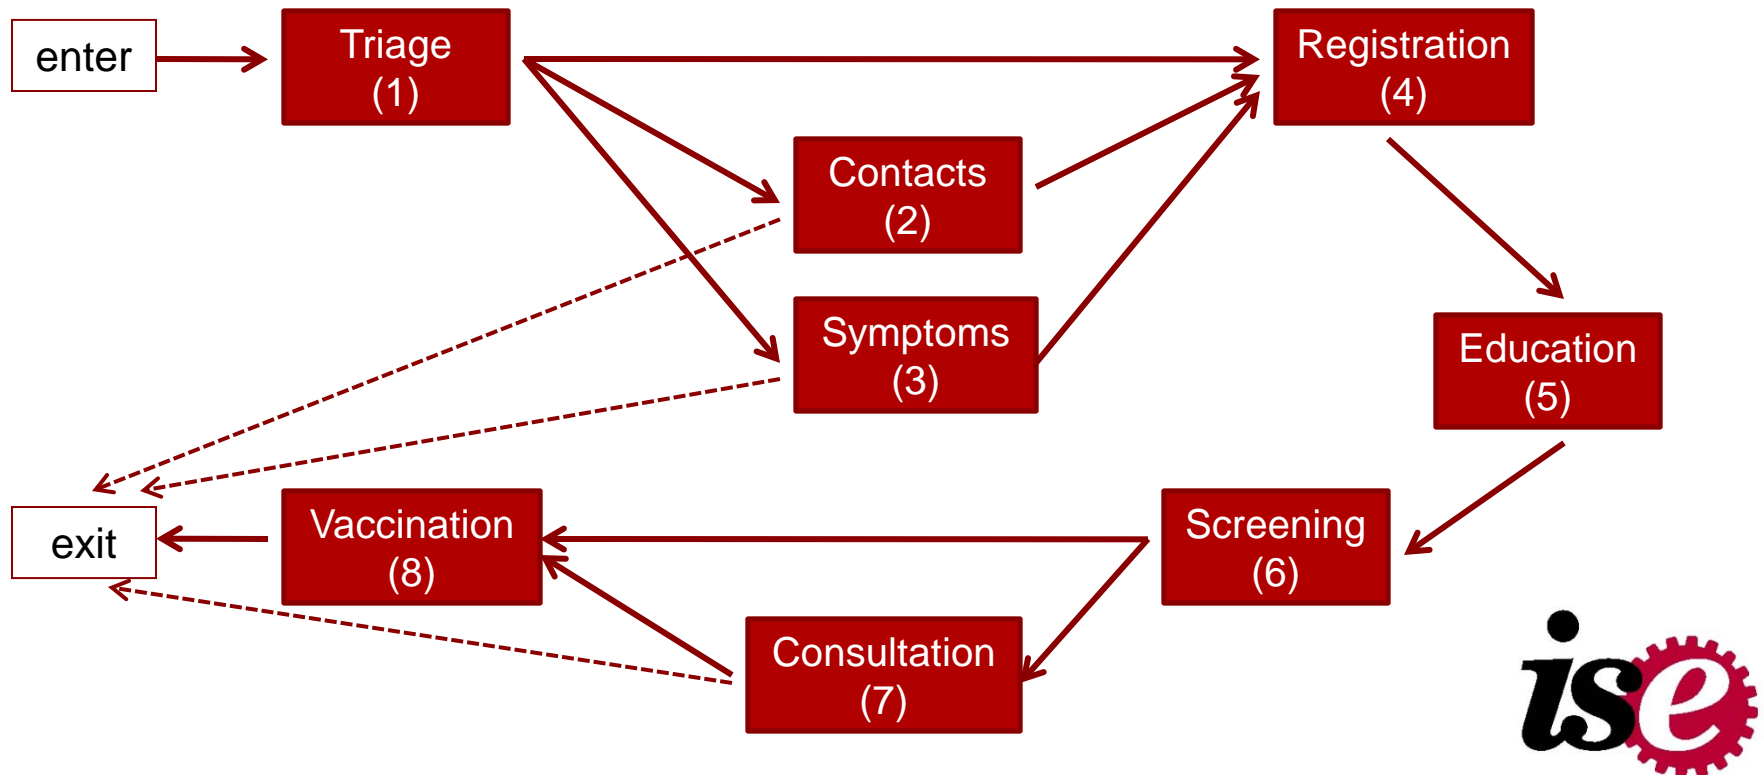 enter
Triage
(1)
Registration
(4)
Contacts
(2)
Symptoms
(3)
Education
(5)
exit
Vaccination
(8)
Screening
(6)
Consultation
(7)
ise